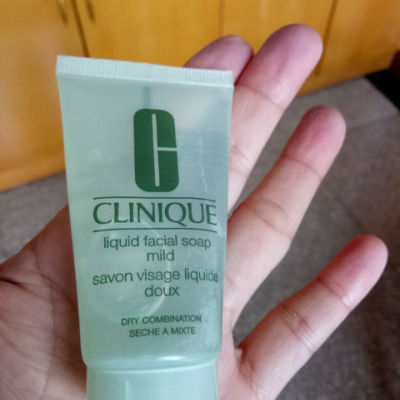 C
CLINIQUE
liquid facial soap
mild
savon visage liquide
doux
DRY COMBINATION
SECHE A MIXTE